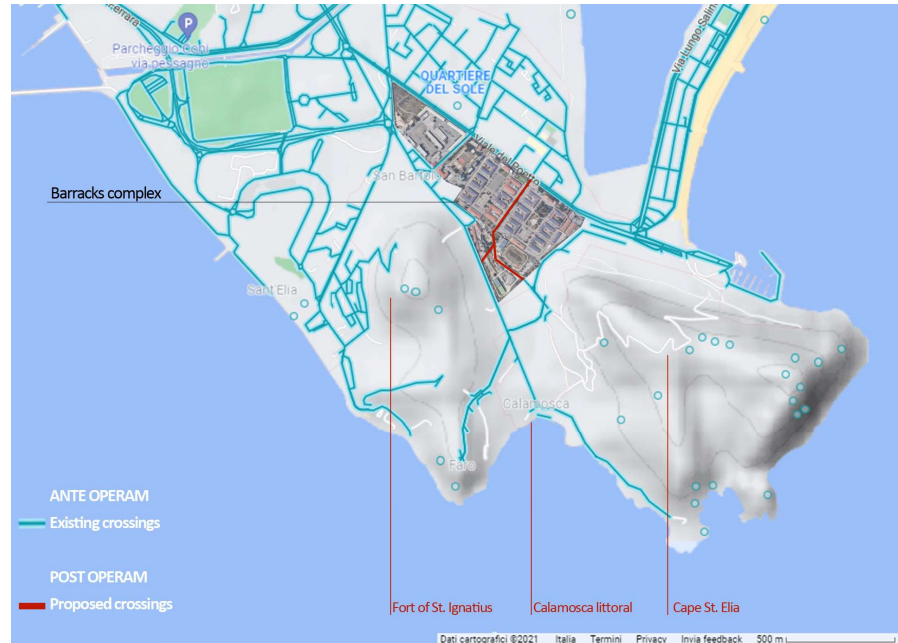 Parcheggio Coni
via pessagno
P
QUARTIERE
DEL SOLE
Via Lungo Saline
Viale del Poetto
San Bartolo
Barracks complex
Sant'Elia
Calamosca
Faro
ANTE OPERAM
Existing crossings
POST OPERAM
Proposed crossings
Fort of St. Ignatius
Calamosca littoral
Cape St. Elia
Dati cartografici ©2021 Italia Termini Privacy Invia feedback 500 m